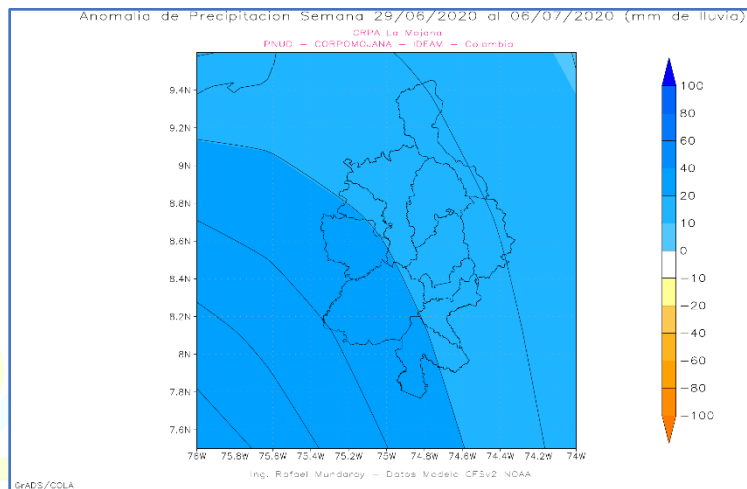 Anomalia de Precipitacion Semana 29/06/2020 al 06/07/2020 (mm de lluvia)
CRPA La Mojana
PNUD – CORPOMOJANA – IDEAM – Colombia
9.4N
9.2N
9N
8.8N
8.6N
8.4N
8.2N
8N
7.8N
7.6N
76W 75.8W 75.6W 75.4W 75.2W 75W 74.8W 74.6W 74.4W 74.2W 74W
100
80
60
40
20
10
0
−10
−20
−40
−60
−80
−100
Ing. Rafael Mundaray – Datos Modelo CFSv2 NOAA
GrADS/COLA